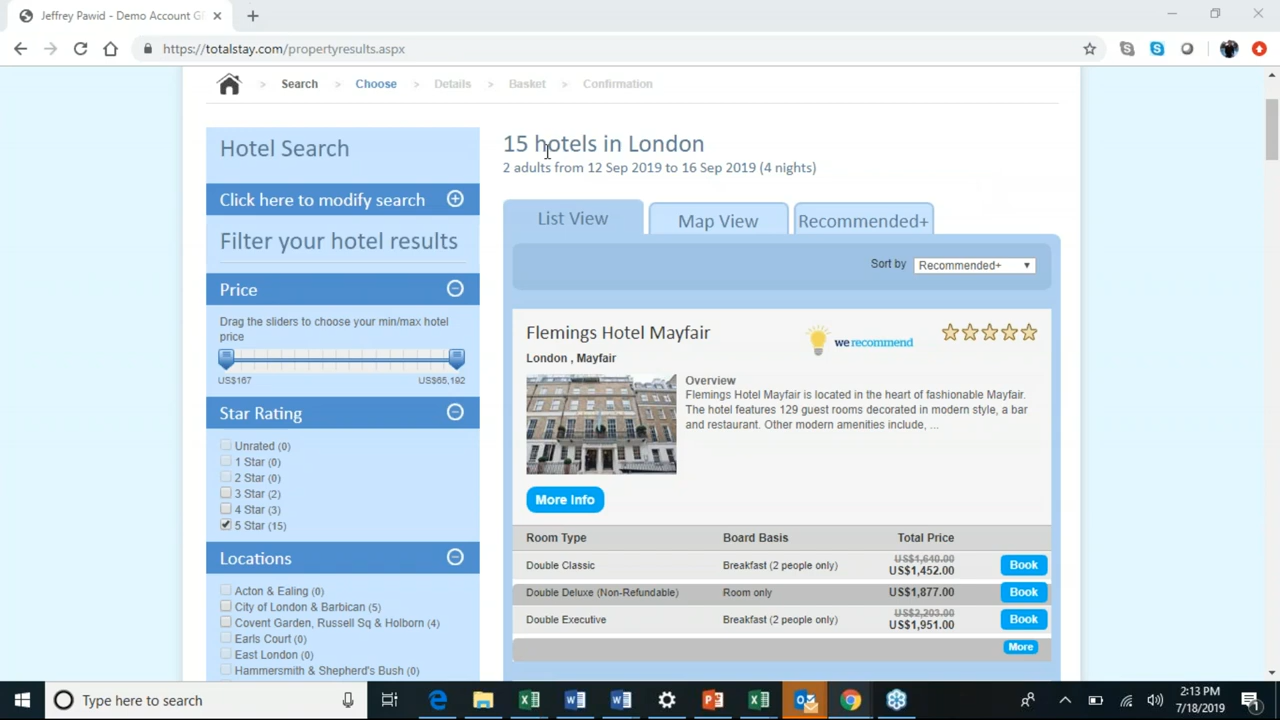 Jeffrey Pawid - Demo Account G
https://totalstay.com/propertyresults.aspx
> Search > Choose > Details > Basket > Confirmation
Hotel Search
Click here to modify search
Filter your hotel results
Price
Drag the sliders to choose your min/max hotel
price
US$167 US$65,192
Star Rating
Unrated (0)
1 Star (0)
2 Star (0)
3 Star (2)
4 Star (3)
5 Star (15)
Locations
Acton & Ealing (0)
City of London & Barbican (5)
Covent Garden, Russell Sq & Holborn (4)
Earls Court (0)
East London (0)
Hammersmith & Shepherd's Bush (0)
15 hotels in London
2 adults from 12 Sep 2019 to 16 Sep 2019 (4 nights)
List View Map View Recommended+
Sort by Recommended+
Flemings Hotel Mayfair
we recommend
London , Mayfair
Overview
Flemings Hotel Mayfair is located in the heart of fashionable Mayfair.
The hotel features 129 guest rooms decorated in modern style, a bar
and restaurant. Other modern amenities include, ...
More Info
Room Type Board Basis Total Price
US$1,640.00
Double Classic Breakfast (2 people only) US$1,452.00 Book
Double Deluxe (Non-Refundable) Room only US$1,877.00 Book
US$2,203.00
Double Executive Breakfast (2 people only) US$1,951.00 Book
More
Type here to search
2:13 PM
7/18/2019